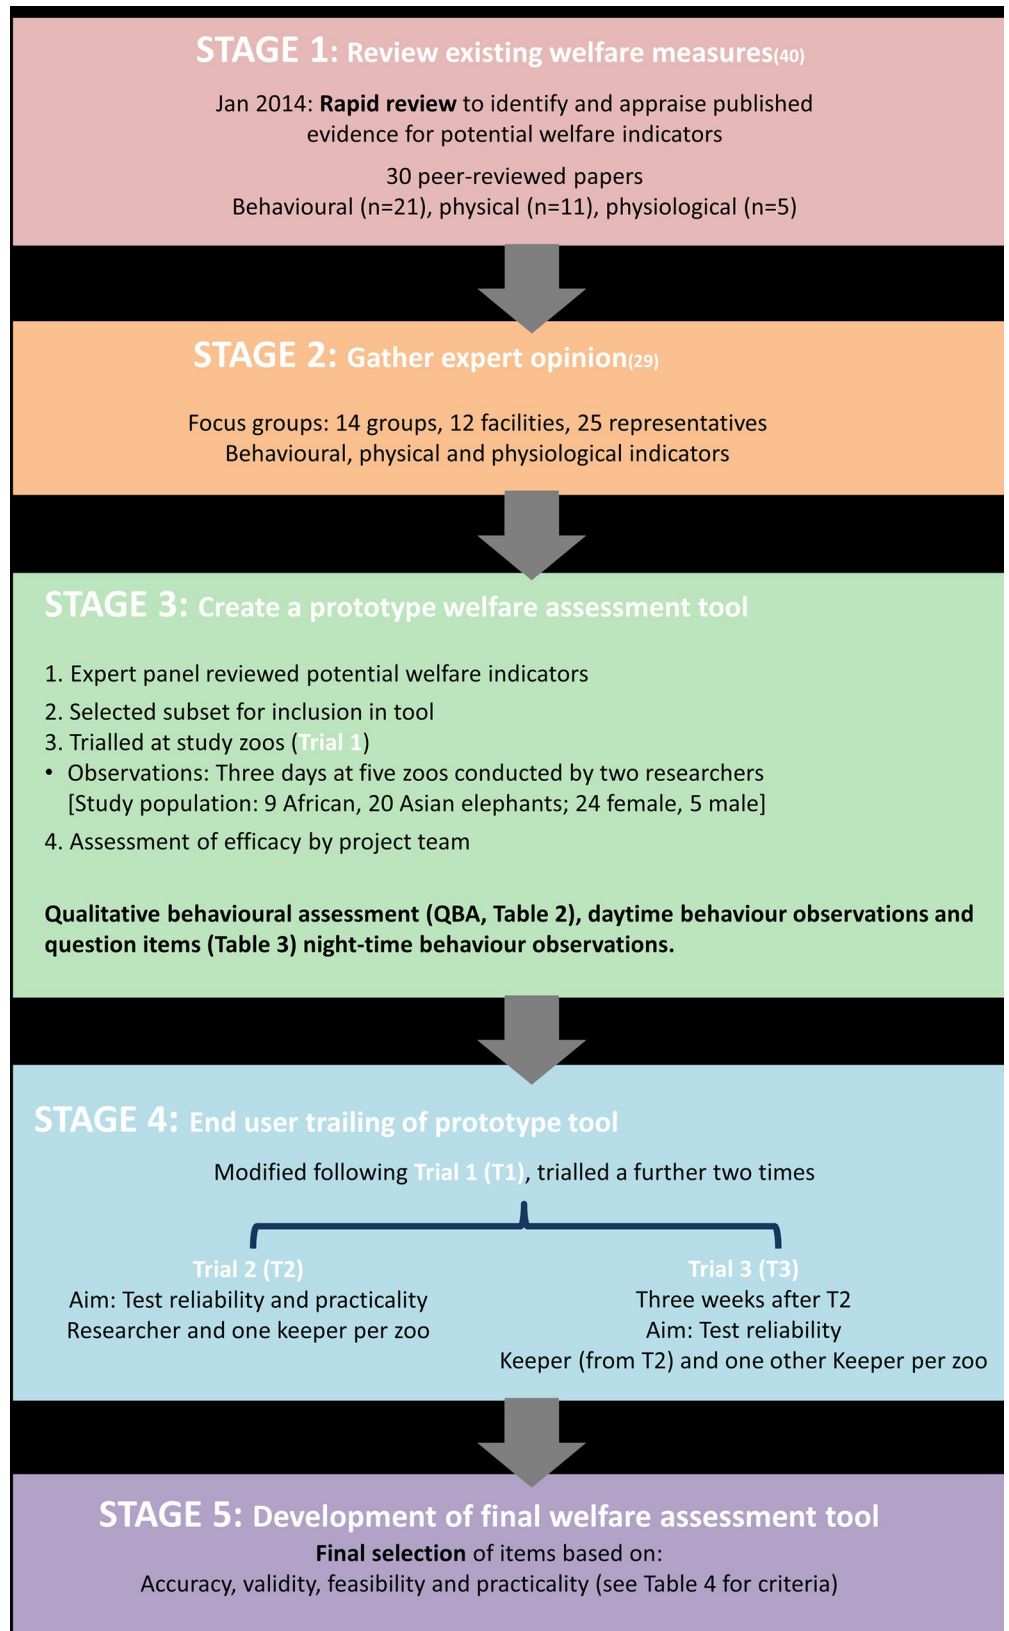 STAGE 1: Review existing welfare measures(40)
Jan 2014: Rapid review to identify and appraise published
evidence for potential welfare indicators
30 peer-reviewed papers
Behavioural (n=21), physical (n=11), physiological (n=5)
STAGE 2: Gather expert opinion(29)
Focus groups: 14 groups, 12 facilities, 25 representatives
Behavioural, physical and physiological indicators
STAGE 3: Create a prototype welfare assessment tool
1. Expert panel reviewed potential welfare indicators
2. Selected subset for inclusion in tool
3. Trialled at study zoos (Trial 1)
• Observations: Three days at five zoos conducted by two researchers
[Study population: 9 African, 20 Asian elephants; 24 female, 5 male]
4. Assessment of efficacy by project team
Qualitative behavioural assessment (QBA, Table 2), daytime behaviour observations and
question items (Table 3) night-time behaviour observations.
STAGE 4: End user trailing of prototype tool
Modified following Trial 1 (T1), trialled a further two times
Trial 2 (T2)
Aim: Test reliability and practicality
Researcher and one keeper per zoo
Trial 3 (T3)
Three weeks after T2
Aim: Test reliability
Keeper (from T2) and one other Keeper per zoo
STAGE 5: Development of final welfare assessment tool
Final selection of items based on:
Accuracy, validity, feasibility and practicality (see Table 4 for criteria)